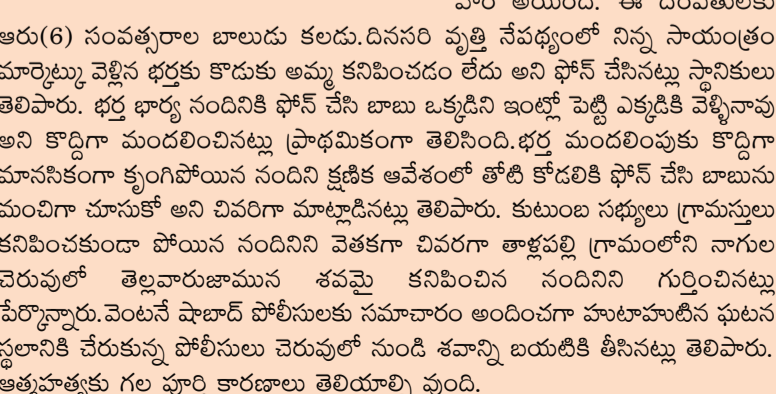 వారం అయింది. ఈ దంపతులకు
ఆరు(6) సంవత్సరాల బాలుడు కలడు.దినసరి వృత్తి నేపథ్యంలో నిన్న సాయంత్రం
మార్కెట్కు వెళ్లిన భర్తకు కొడుకు అమ్మ కనిపించడం లేదు అని ఫోన్ చేసినట్లు స్థానికులు
తెలిపారు. భర్త భార్య నందినికి ఫోన్ చేసి బాబు ఒక్కడిని ఇంట్లో పెట్టి ఎక్కడికి వెళ్ళినావు
అని కొద్దిగా మందలించినట్లు ప్రాథమికంగా తెలిసింది.భర్త మందలింపుకు కొద్దిగా
మానసికంగా కృంగిపోయిన నందిని క్షణిక ఆవేశంలో తోటి కోడలికి ఫోన్ చేసి బాబును
మంచిగా చూసుకో అని చివరిగా మాట్లాడినట్లు తెలిపారు. కుటుంబ సభ్యులు గ్రామస్తులు
కనిపించకుండా పోయిన నందినిని వెతకగా చివరగా తాళ్లపల్లి గ్రామంలోని నాగుల
చెరువులో తెల్లవారుజామున శవమై కనిపించిన నందినిని గుర్తించినట్లు
పేర్కొన్నారు.వెంటనే షాబాద్ పోలీసులకు సమాచారం అందించగా హుటాహుటిన ఘటన
స్థలానికి చేరుకున్న పోలీసులు చెరువులో నుండి శవాన్ని బయటికి తీసినట్లు తెలిపారు.
ఆత్మహత్యకు గల పూర్తి కారణాలు తెలియాల్సి వుంది.